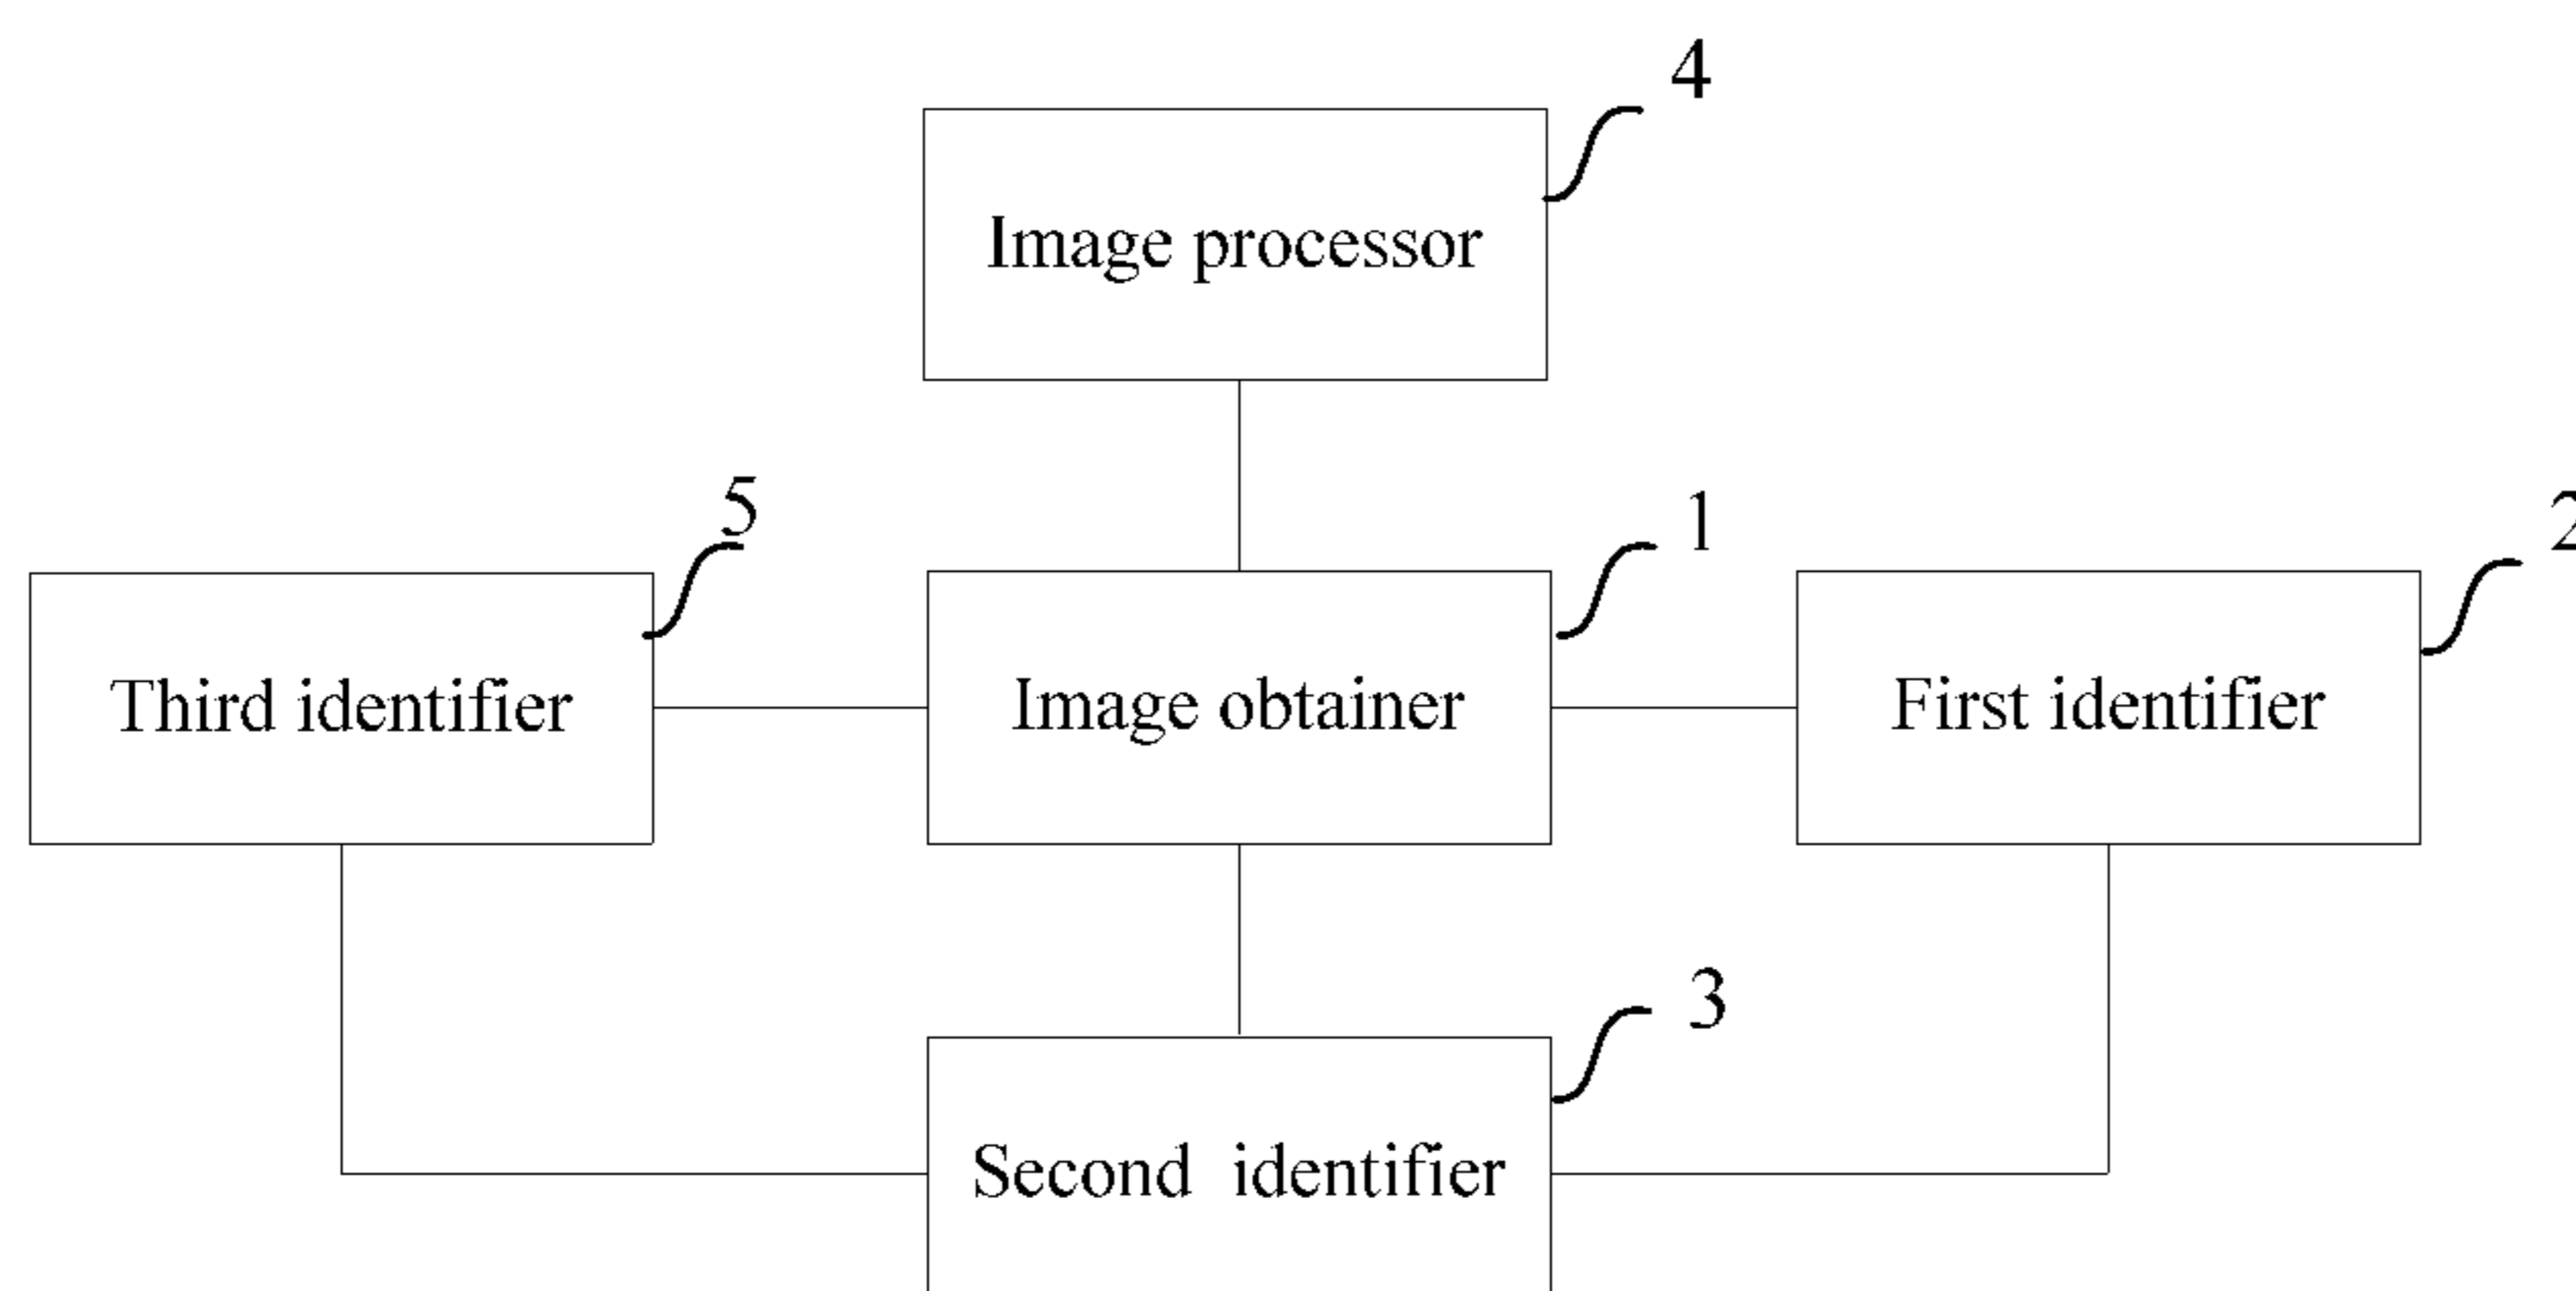 4
Image processor
5
1
2
Third identifier
Image obtainer
First identifier
3
Second identifier